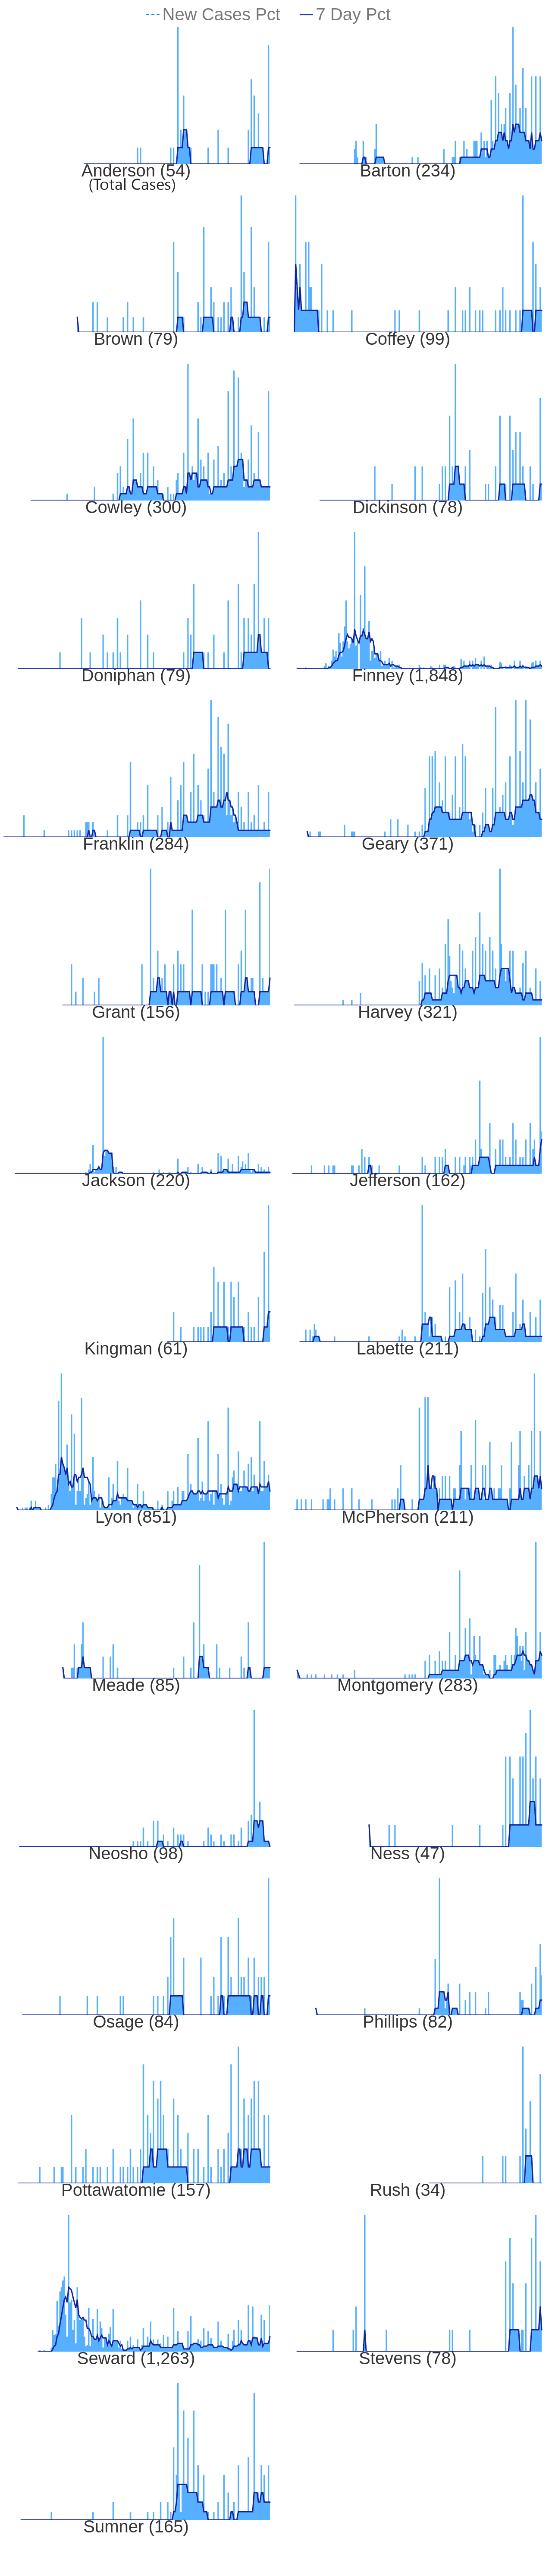 New Cases Pct 7 Day Pct
Anderson (54) Barton (234)
(Total Cases)
Brown (79) Coffey (99)
Cowley (300) Dickinson (78)
Doniphan (79) Finney (1,848)
Franklin (284) Geary (371)
Grant (156) Harvey (321)
Jackson (220) Jefferson (162)
Kingman (61) Labette (211)
Lyon (851) McPherson (211)
Meade (85) Montgomery (283)
Neosho (98) Ness (47)
Osage (84) Phillips (82)
Pottawatomie (157) Rush (34)
Seward (1,263) Stevens (78)
Sumner (165)